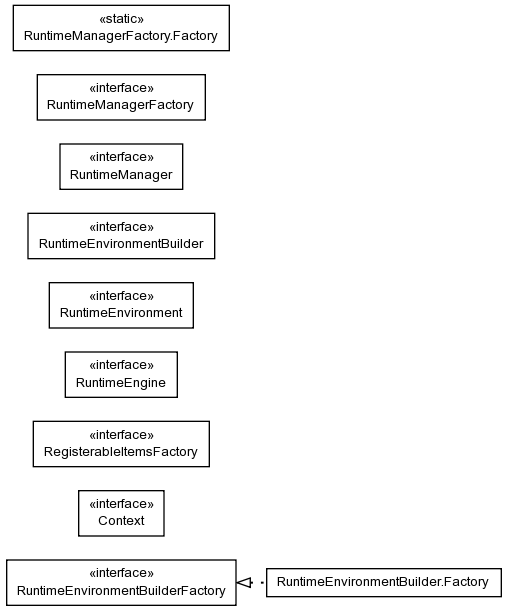 «static»
RuntimeManagerFactory.Factory
«interface»
RuntimeManagerFactory
«interface»
RuntimeManager
«interface»
RuntimeEnvironmentBuilder
«interface»
RuntimeEnvironment
«interface»
RuntimeEngine
«interface»
RegisterableItemsFactory
«interface»
Context
«interface»
RuntimeEnvironmentBuilderFactory
RuntimeEnvironmentBuilder.Factory